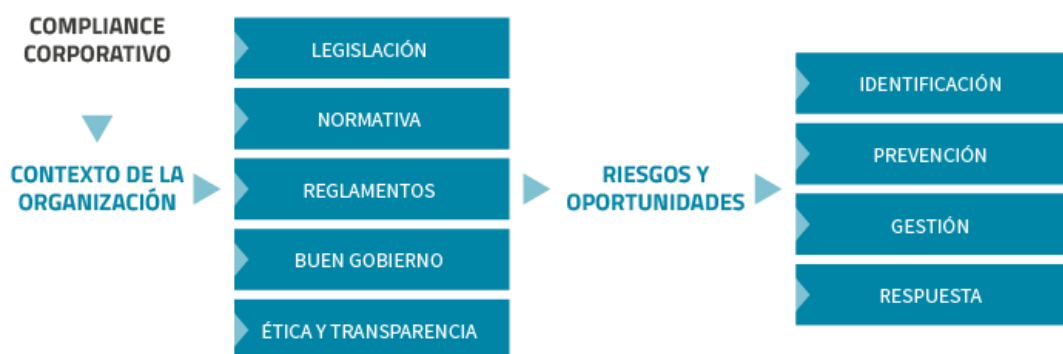 COMPLIANCE
CORPORATIVO
CONTEXTO DE LA
ORGANIZACIÓN
LEGISLACIÓN
NORMATIVA
REGLAMENTOS
BUEN GOBIERNO
ÉTICA Y TRANSPARENCIA
RIESGOS Y
OPORTUNIDADES
IDENTIFICACIÓN
PREVENCIÓN
GESTIÓN
RESPUESTA